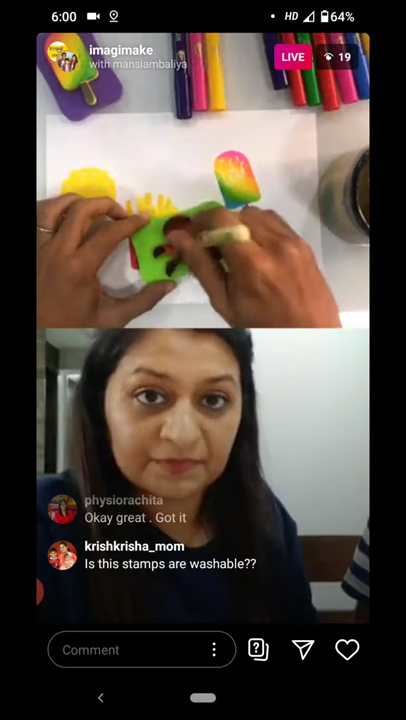 6:00
HD
64%
imagimake
with mansiambaliya
LIVE
19
physiorachita
Okay great . Got it
krishkrisha_mom
Is this stamps are washable??
Comment